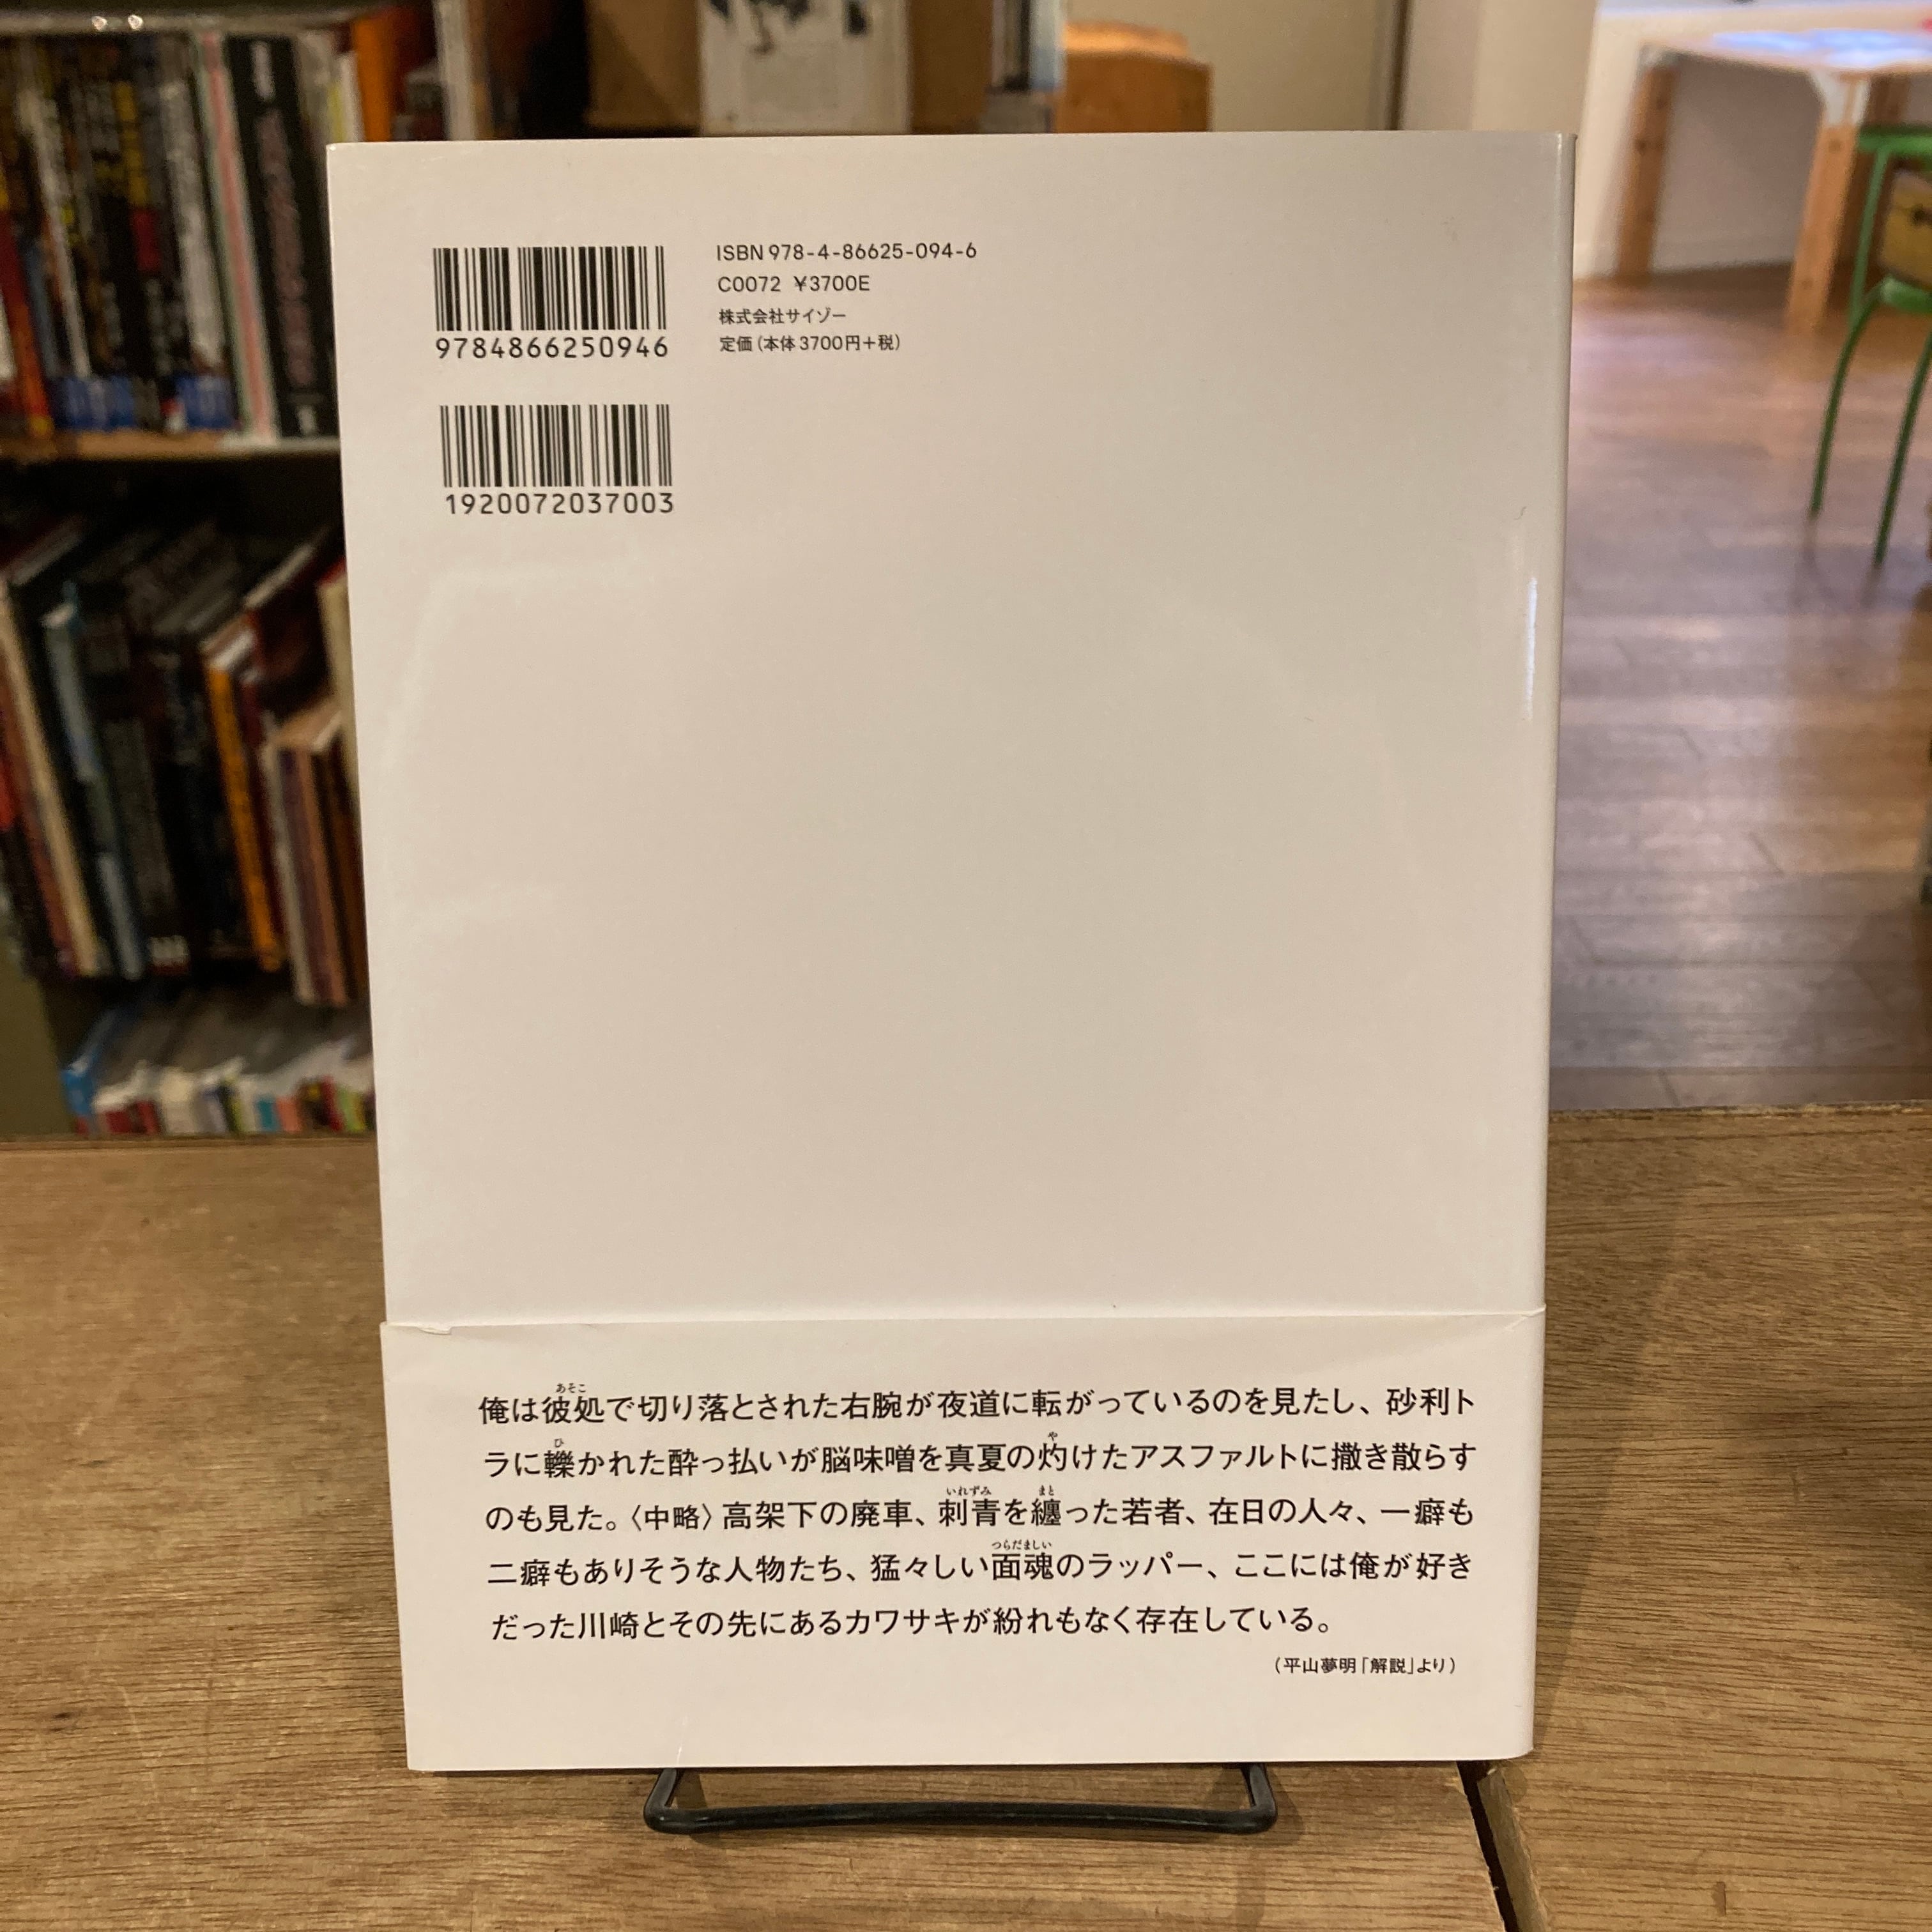 9784866250946
ISBN 978-4-86625-094-6
C0072 ¥3700E
株式会社サイゾー
定価(本体3700円+税)
1920072037003
俺は彼処で切り落とされた右腕が夜道に転がっているのを見たし、砂利ト
ラに轢かれた酔っ払いが脳味噌を真夏の灼けたアスファルトに撒き散らす
のも見た。〈中略〉高架下の廃車、刺青を纏った若者、在日の人々、一癖も
二癖もありそうな人物たち、猛々しい面魂のラッパー、ここには俺が好き
だった川崎とその先にあるカワサキが紛れもなく存在している。
(平山夢明「解説」より)